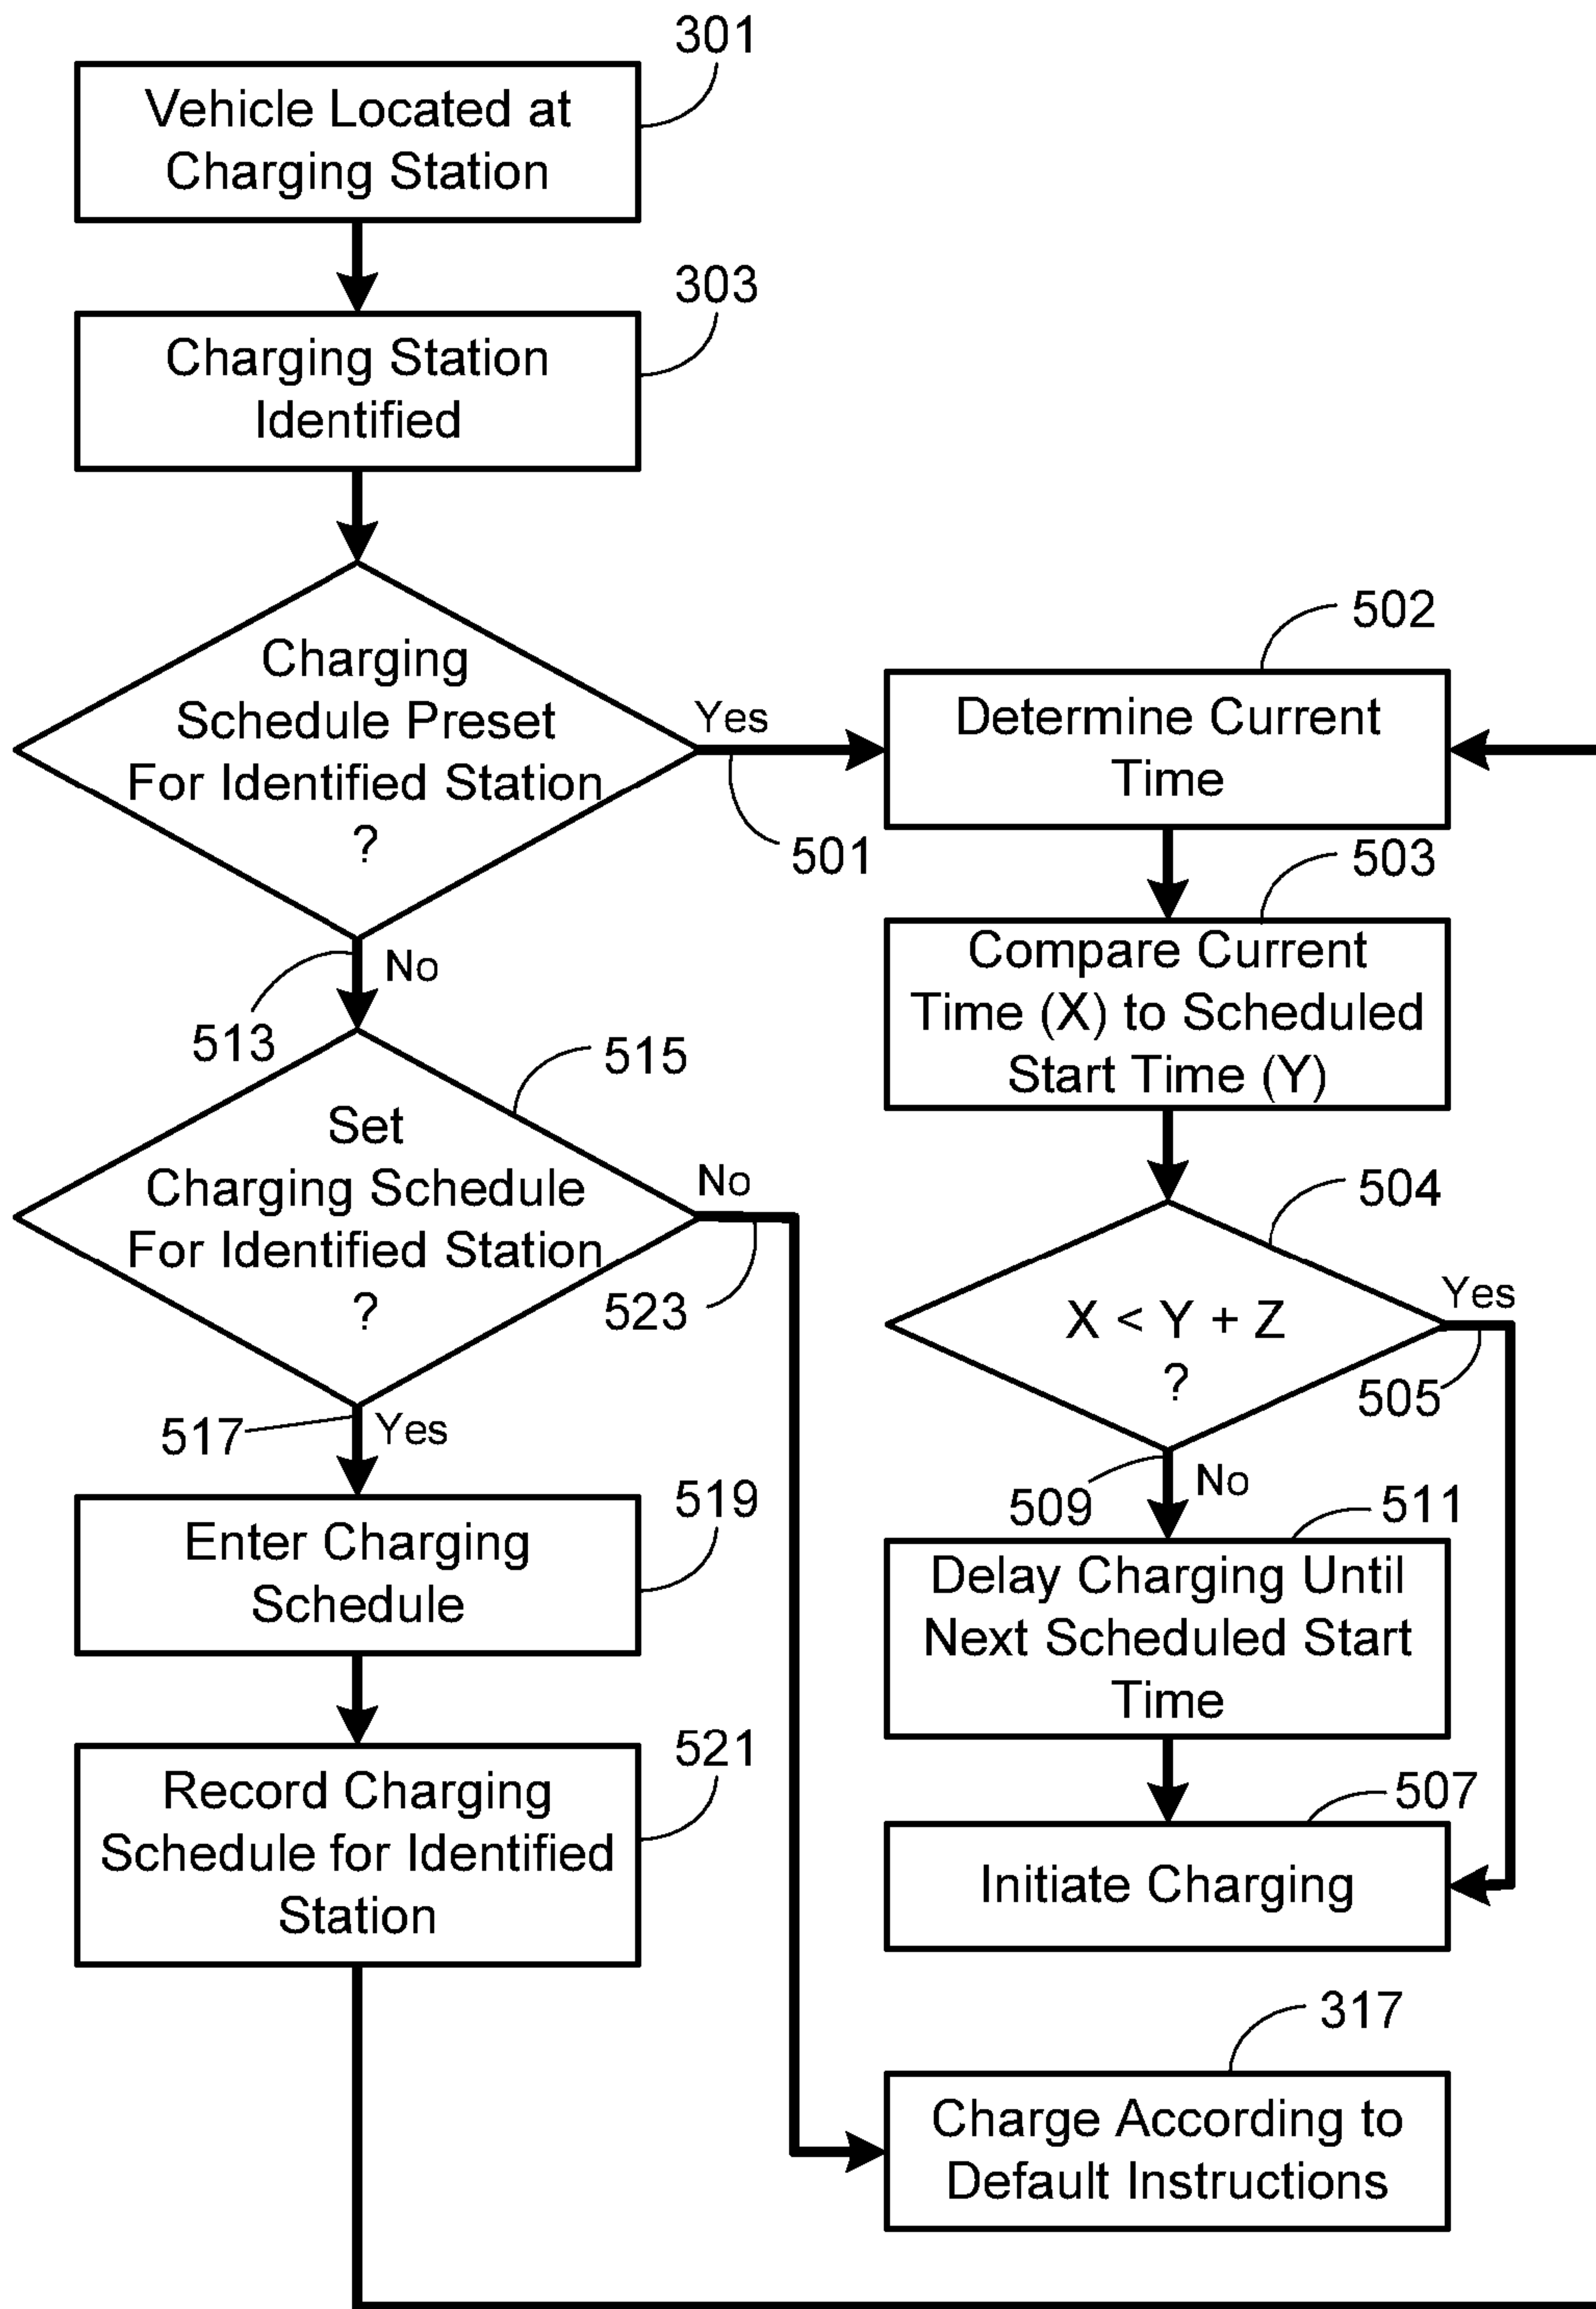 301
Vehicle Located at
Charging Station
303
Charging Station
Identified
Charging
Schedule Preset
For Identified Station
?
Yes
501
502
Determine Current
Time
503
Compare Current
Time (X) to Scheduled
Start Time (Y)
No
513
515
Set
Charging Schedule
For Identified Station
?
No
523
504
X < Y + Z
?
Yes
505
517
Yes
509
No
511
Delay Charging Until
Next Scheduled Start
Time
519
Enter Charging
Schedule
521
Record Charging
Schedule for Identified
Station
507
Initiate Charging
317
Charge According to
Default Instructions